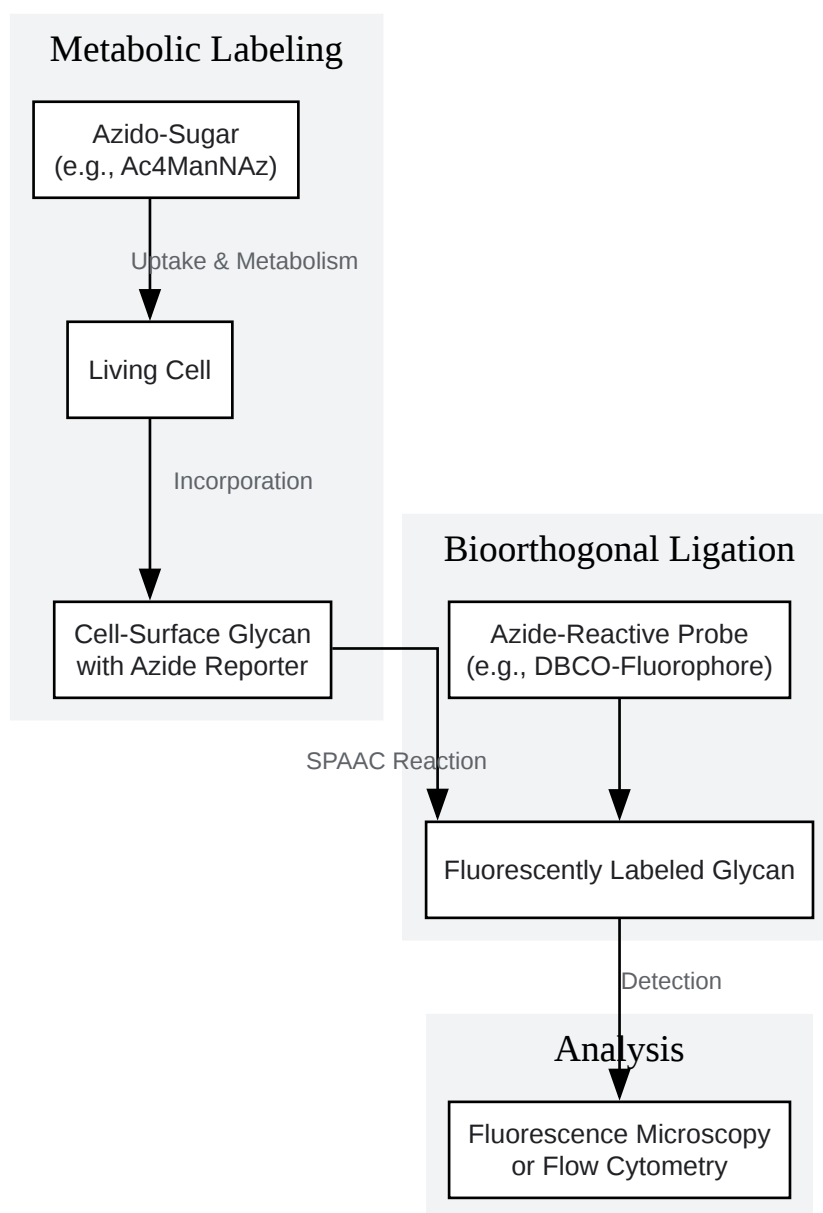 Metabolic Labeling
Azido-Sugar
(e.g., Ac4ManNAz)
Uptake & Metabolism
Living Cell
Incorporation
Cell-Surface Glycan
with Azide Reporter
Bioorthogonal Ligation
Azide-Reactive Probe
(e.g., DBCO-Fluorophore)
SPAAC Reaction
Fluorescently Labeled Glycan
Detection
Analysis
Fluorescence Microscopy
or Flow Cytometry